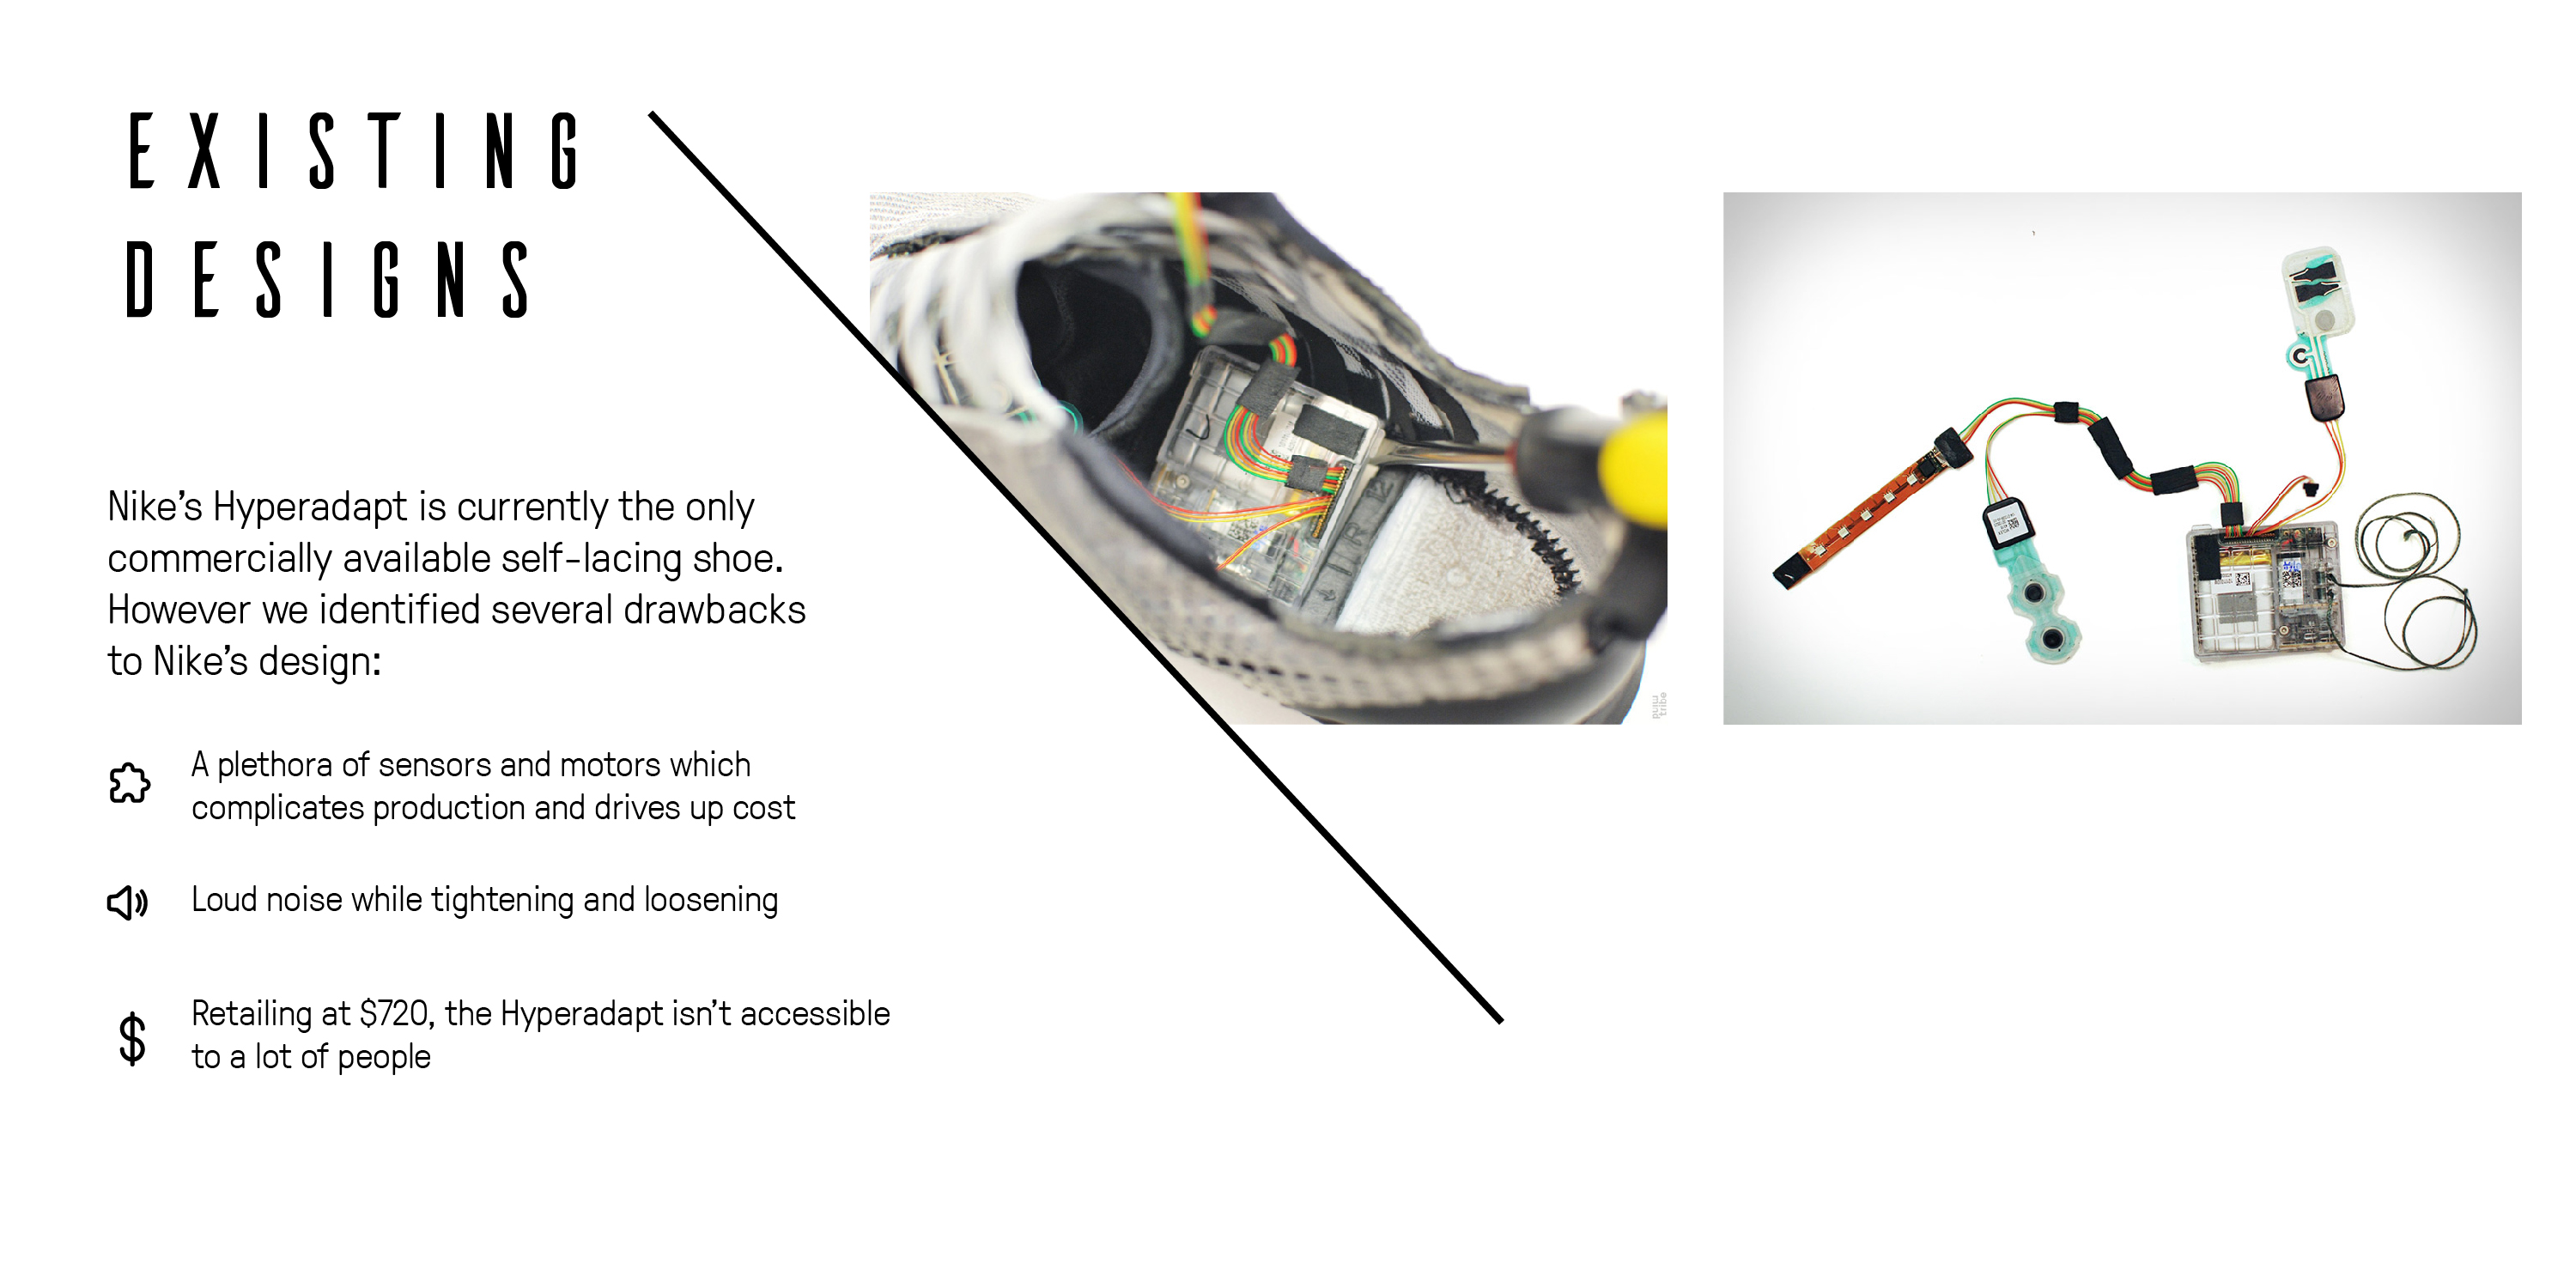 EXISTING
DESIGNS
Nike’s Hyperadapt is currently the only
commercially available self-lacing shoe.
However we identified several drawbacks
to Nike’s design:
A plethora of sensors and motors which
complicates production and drives up cost
Loud noise while tightening and loosening
Retailing at $720, the Hyperadapt isn’t accessible
to a lot of people
mind
tribe